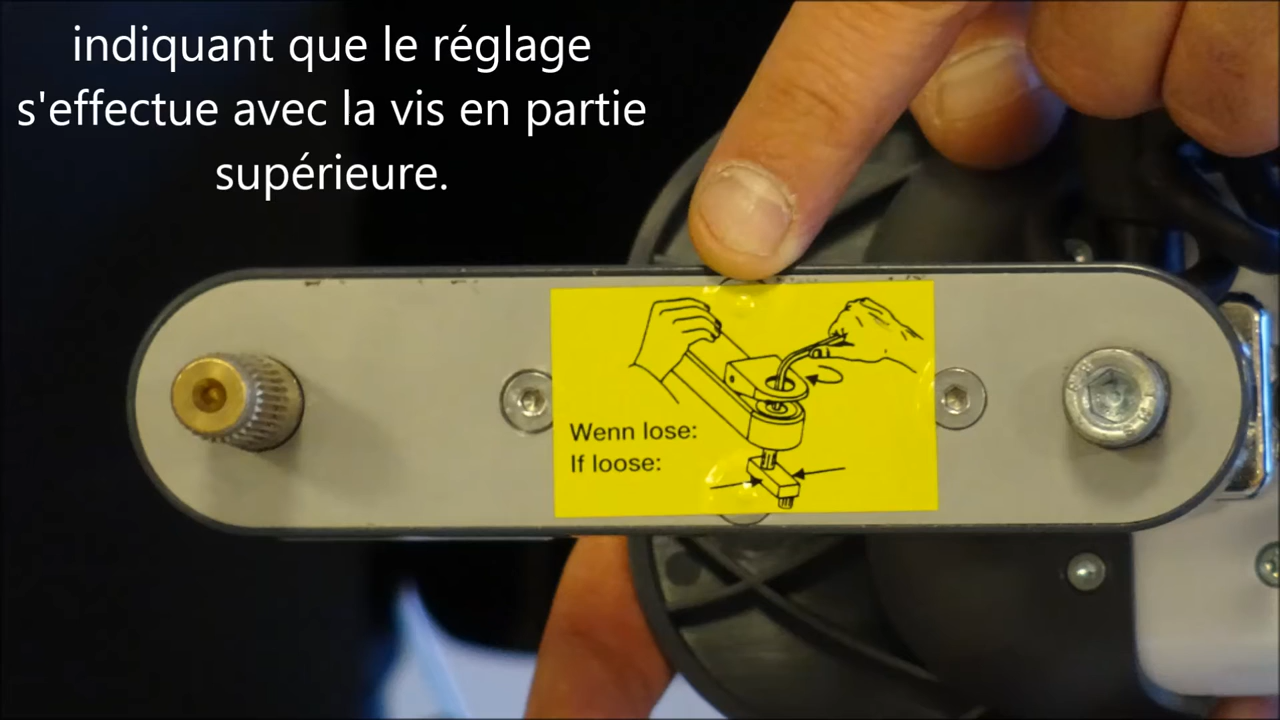 indiquant que le réglage
s'effectue avec la vis en partie
supérieure.
Wenn lose:
If loose: